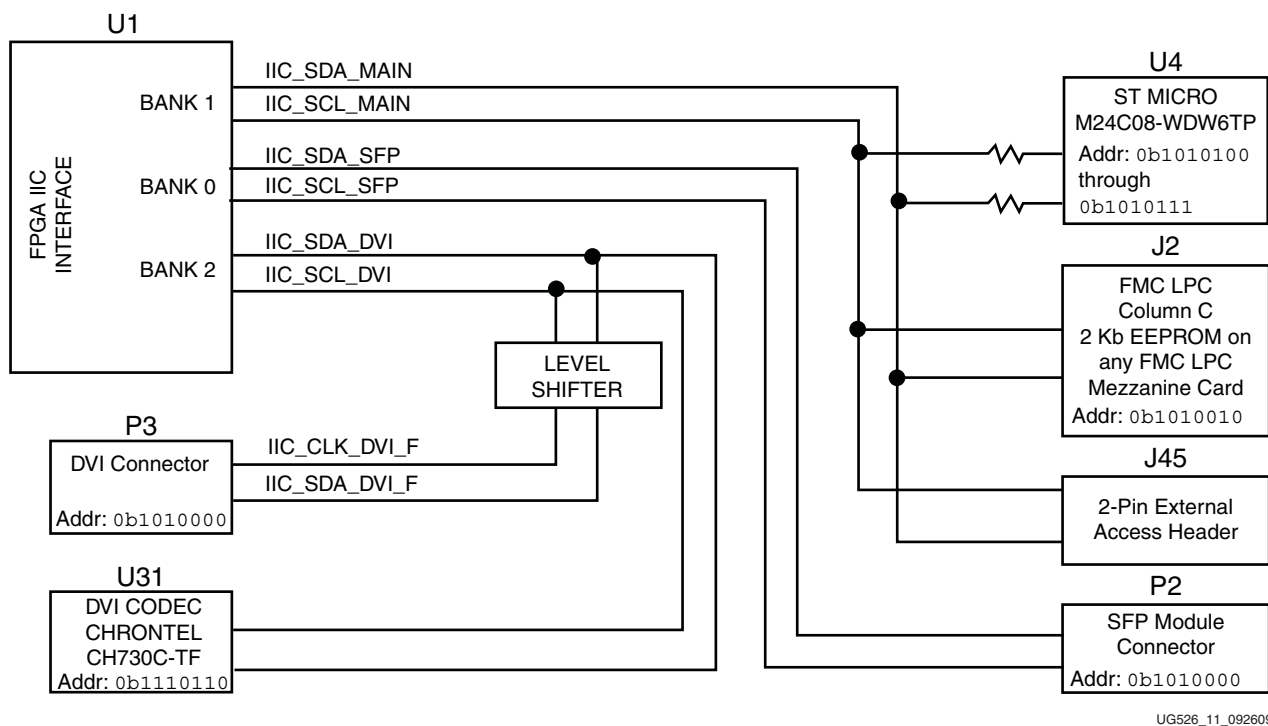 U1
FPGA IIC
INTERFACE
BANK 1
IIC_SDA_MAIN
IIC_SCL_MAIN
BANK 0
IIC_SDA_SFP
IIC_SCL_SFP
BANK 2
IIC_SDA_DVI
IIC_SCL_DVI
LEVEL
SHIFTER
P3
DVI Connector
Addr: 0b1010000
IIC_CLK_DVI_F
IIC_SDA_DVI_F
U31
DVI CODEC
CHRONTEL
CH730C-TF
Addr: 0b1110110
U4
ST MICRO
M24C08-WDW6TP
Addr: 0b1010100
through
0b1010111
J2
FMC LPC
Column C
2 Kb EEPROM on
any FMC LPC
Mezzanine Card
Addr: 0b1010010
J45
2-Pin External
Access Header
P2
SFP Module
Connector
Addr: 0b1010000
UG526_11_092609